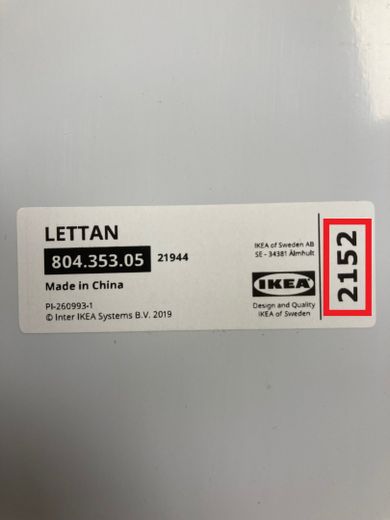 LETTAN
804.353.05 21944
Made in China
PI-260993-1
© Inter IKEA Systems B.V. 2019
IKEA of Sweden AB
SE - 34381 Älmhult
IKEA
Design and Quality
IKEA of Sweden
2152